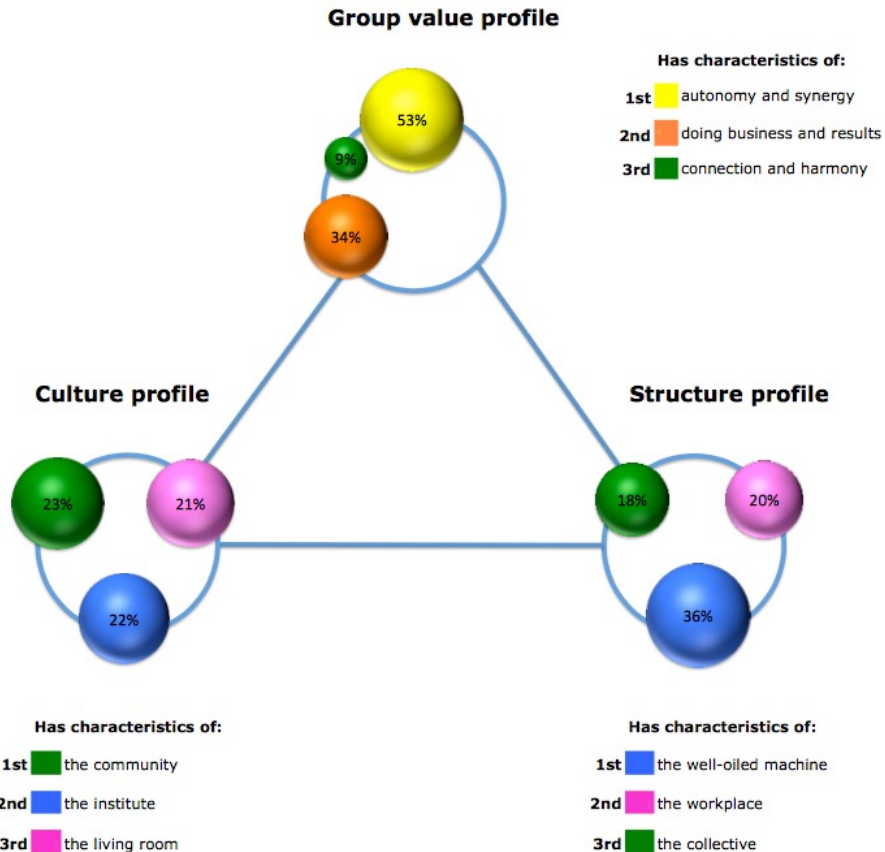 Group value profile
Has characteristics of:
1st autonomy and synergy
2nd doing business and results
3rd connection and harmony
53%
9%
34%
Culture profile
Structure profile
23%
21%
22%
18%
20%
36%
Has characteristics of:
1st the community
2nd the institute
3rd the living room
Has characteristics of:
1st the well-oiled machine
2nd the workplace
3rd the collective